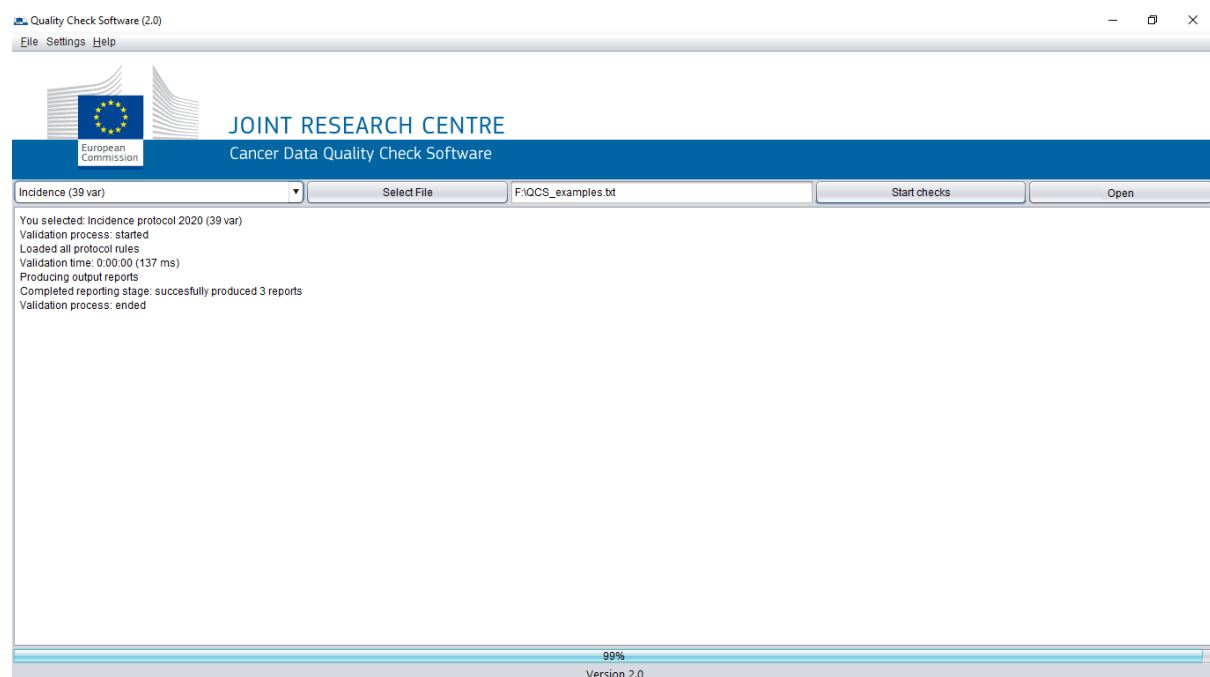 Quality Check Software (2.0)
File Settings Help
JOINT RESEARCH CENTRE
European
Commission
Cancer Data Quality Check Software
Incidence (39 var) Select File F:\QCS_examples.txt Start checks Open
You selected: Incidence protocol 2020 (39 var)
Validation process: started
Loaded all protocol rules
Validation time: 0:00:00 (137 ms)
Producing output reports
Completed reporting stage: succesfully produced 3 reports
Validation process: ended
99%
Version 2.0